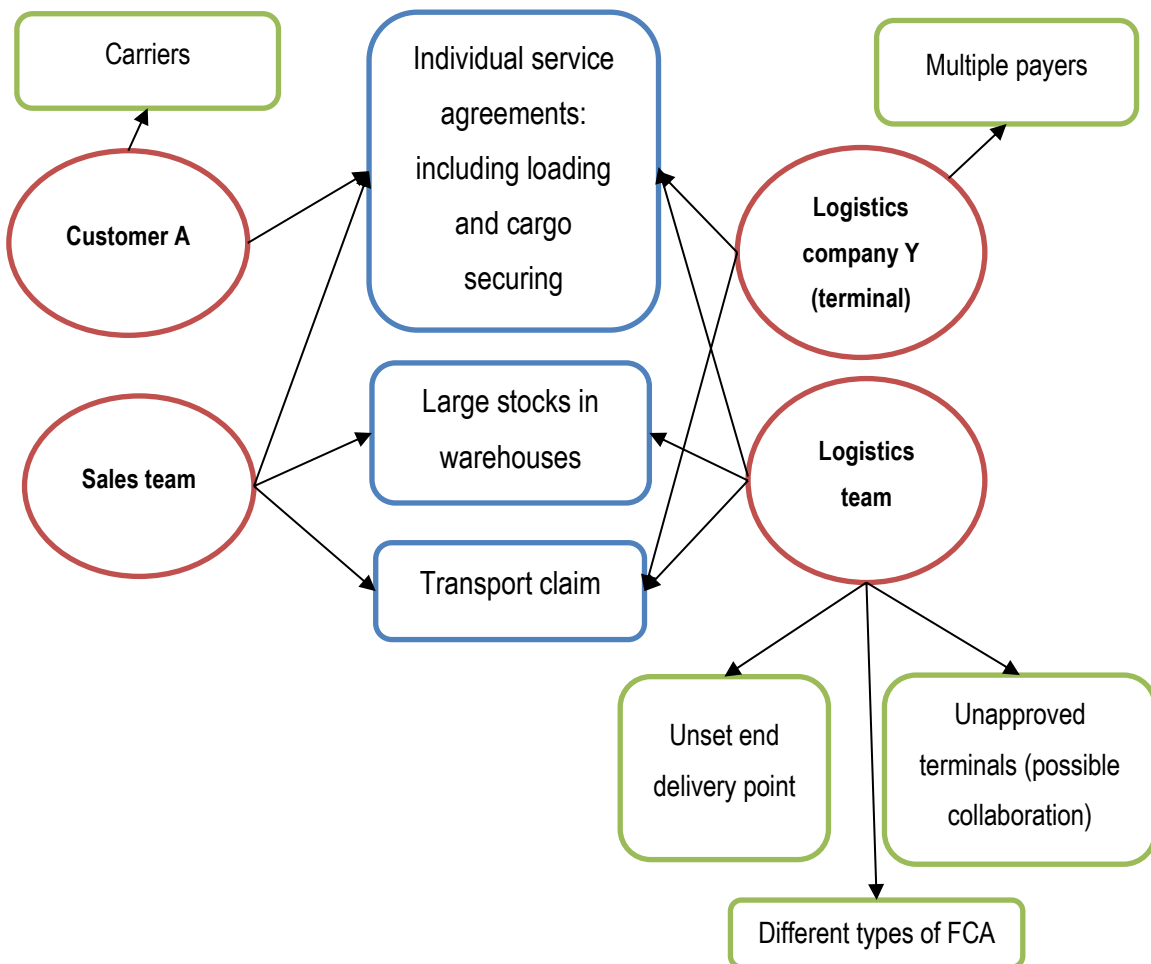 Carriers
Individual service
agreements:
including loading
and cargo
securing
Multiple payers
Customer A
Logistics
company Y
(terminal)
Sales team
Large stocks in
warehouses
Logistics
team
Transport claim
Unset end
delivery point
Unapproved
terminals (possible
collaboration)
Different types of FCA